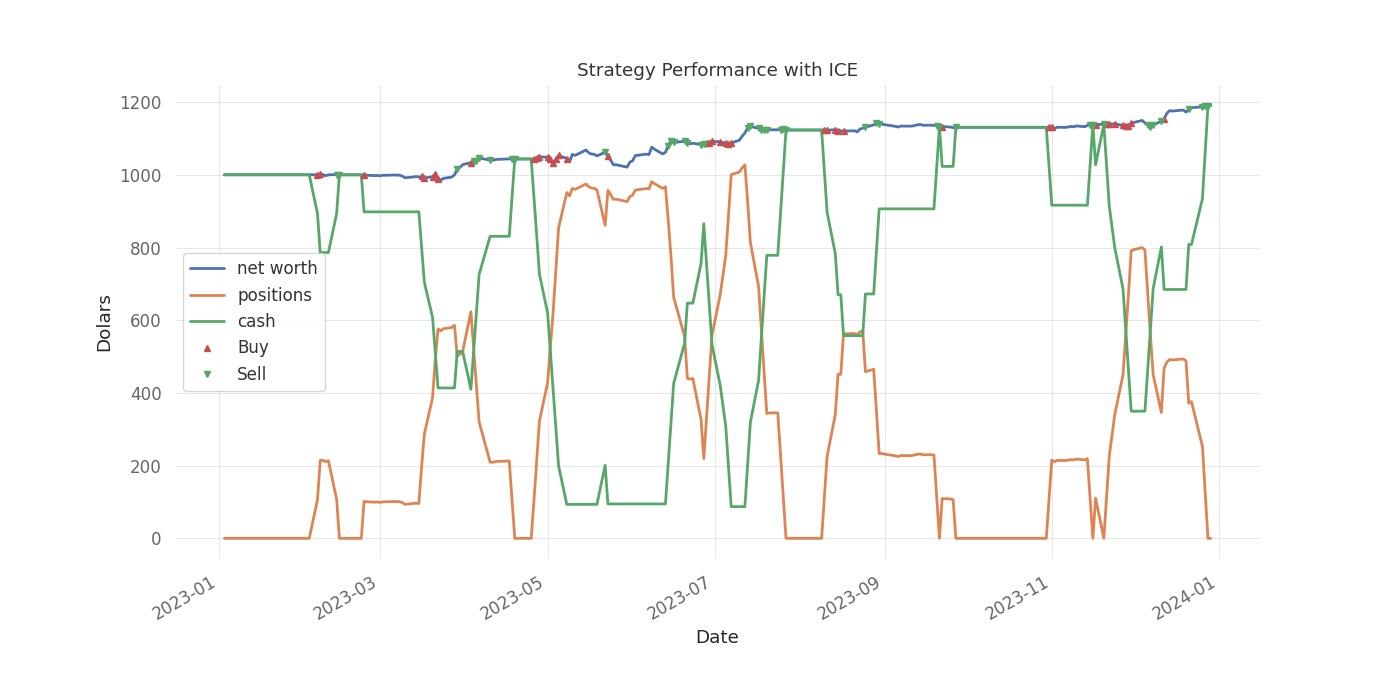 Strategy Performance with ICE
1200
1000
800
600
400
200
0
Dolars
net worth
positions
cash
Buy
Sell
2023-01
2023-03
2023-05
2023-07
2023-09
2023-11
2024-01
Date